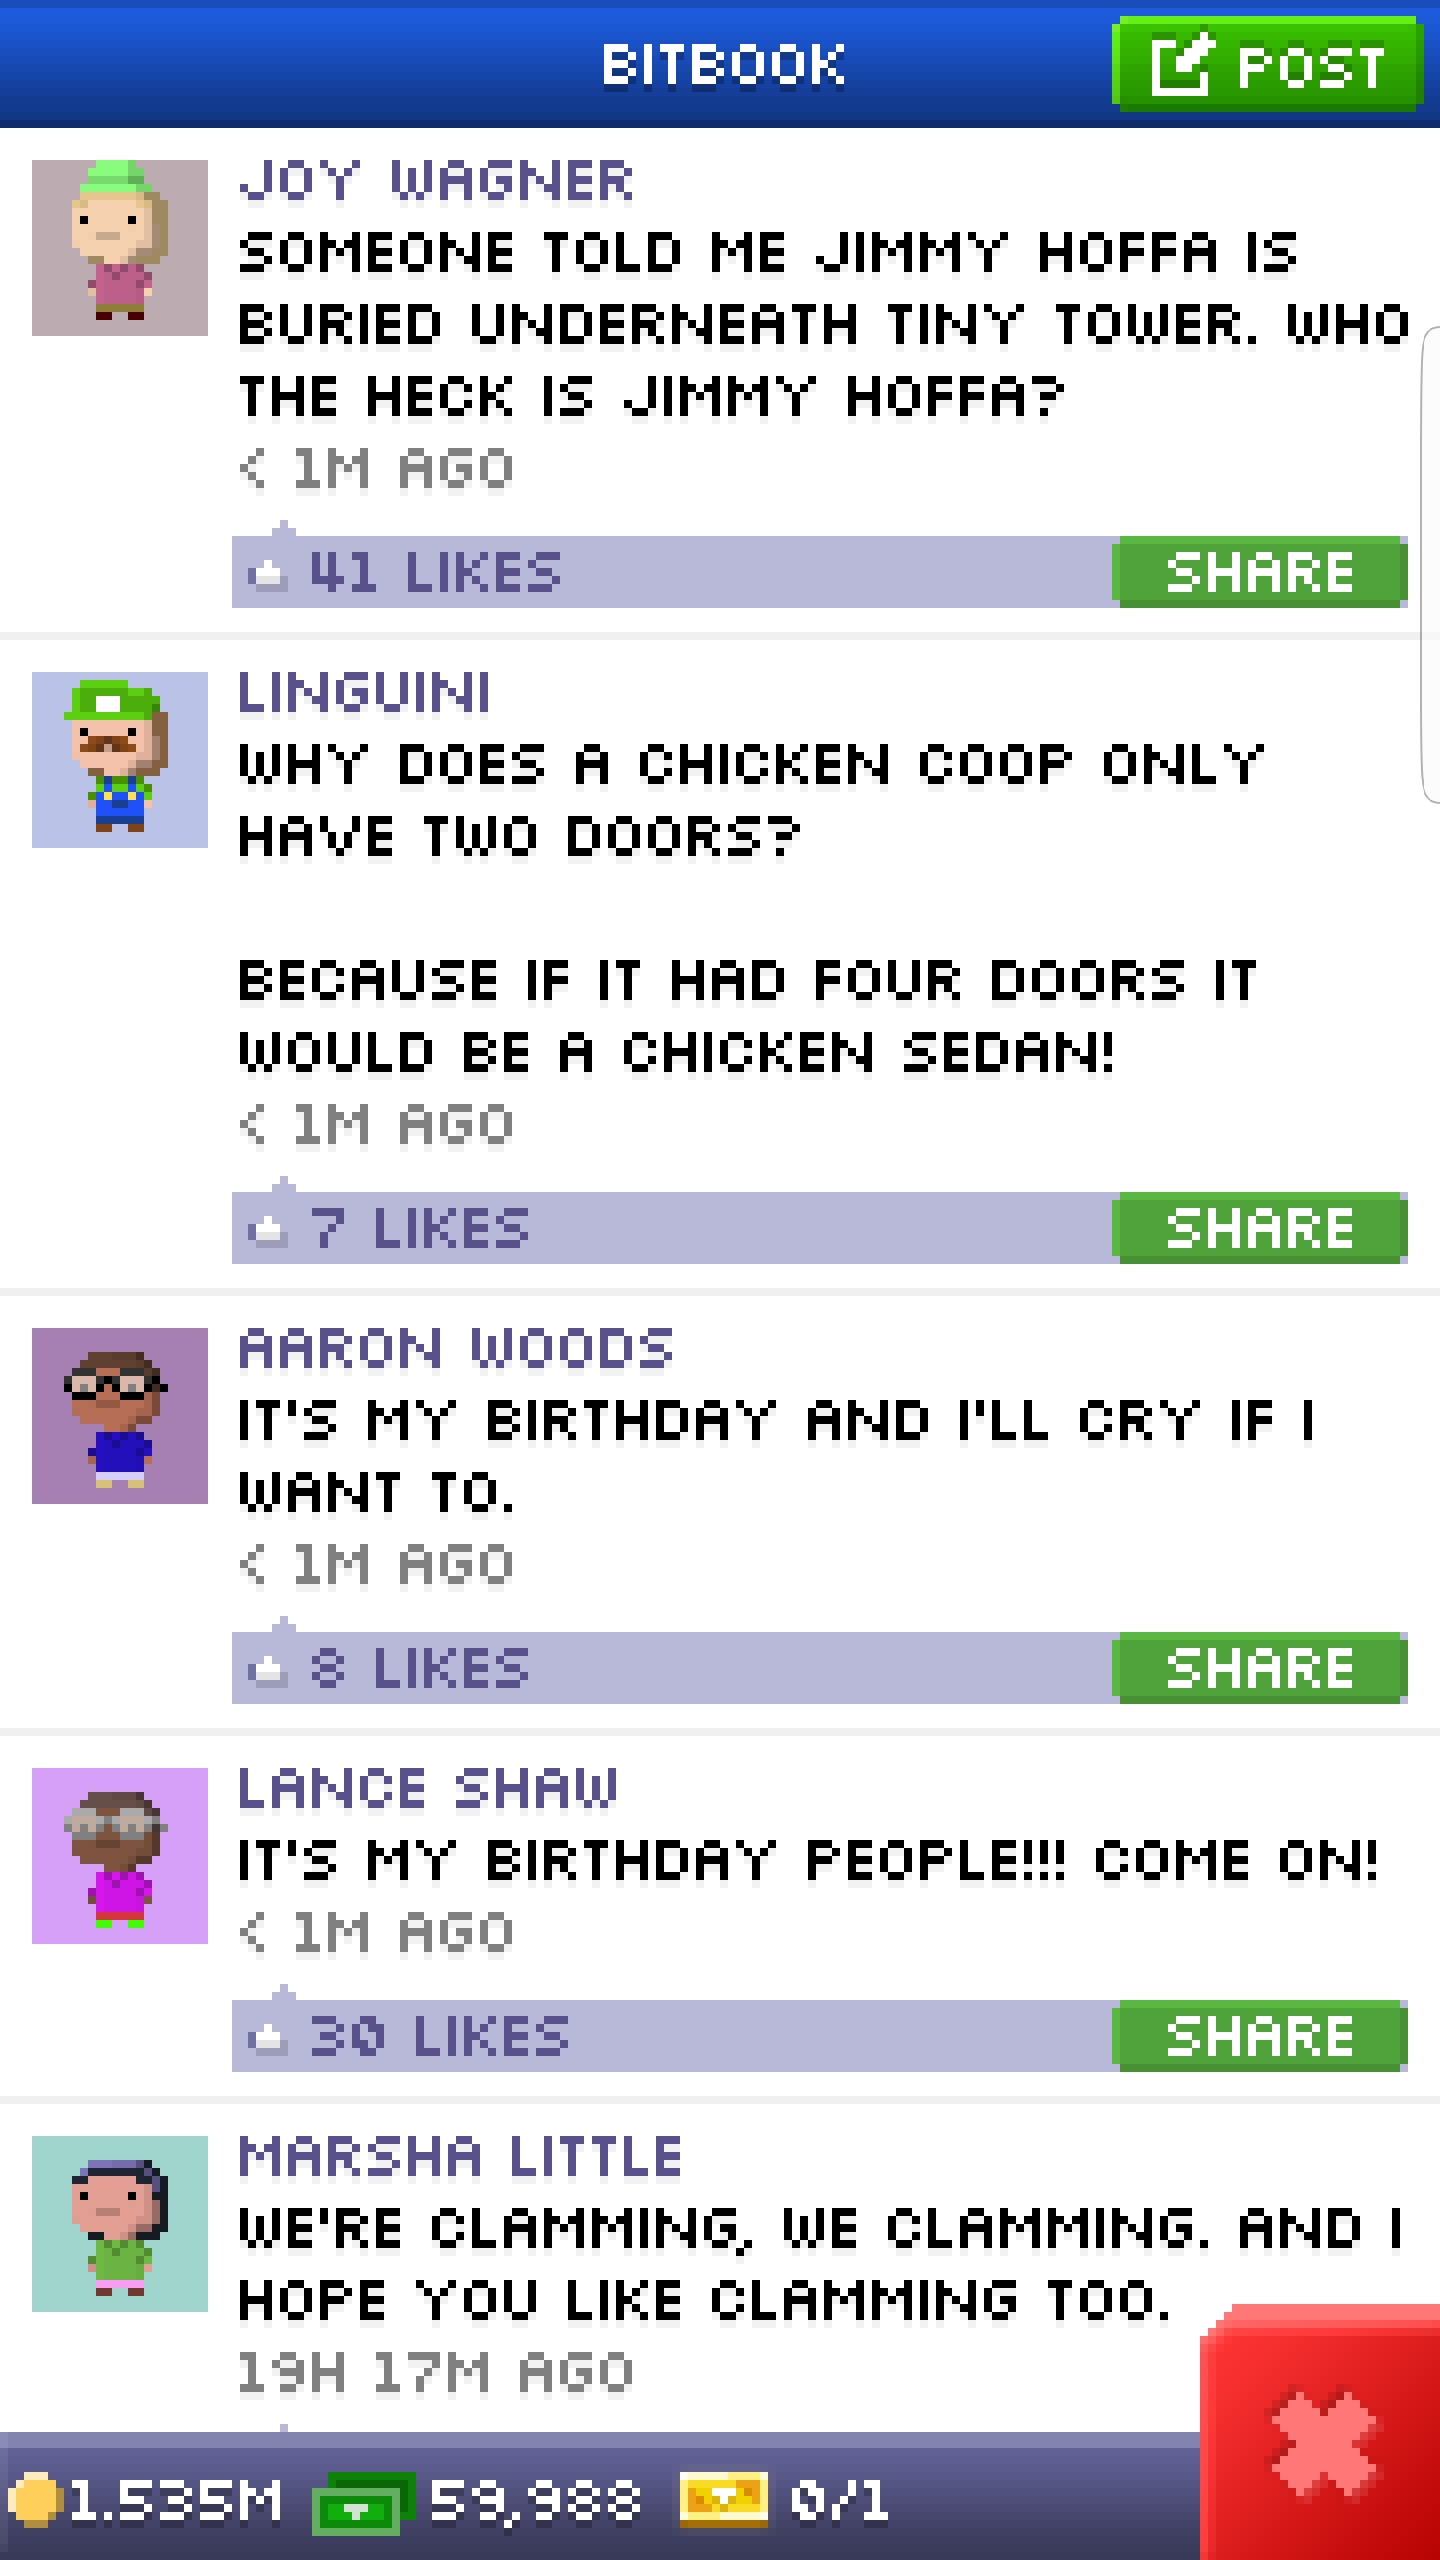 BITBOOK
POST
JOY WAGNER
SOMEONE TOLD ME JIMMY HOFFA IS
BURIED UNDERNEATH TINY TOWER. WHO
THE HECK IS JIMMY HOFFA?
< 1M AGO
41 LIKES
SHARE
LINGUINI
WHY DOES A CHICKEN COOP ONLY
HAVE TWO DOORS?
BECAUSE IF IT HAD FOUR DOORS IT
WOULD BE A CHICKEN SEDAN!
< 1M AGO
7 LIKES
SHARE
AARON WOODS
IT'S MY BIRTHDAY AND I'LL CRY IF I
WANT TO.
< 1M AGO
8 LIKES
SHARE
LANCE SHAW
IT'S MY BIRTHDAY PEOPLE!!! COME ON!
< 1M AGO
30 LIKES
SHARE
MARSHA LITTLE
WE'RE CLAMMING, WE CLAMMING. AND I
HOPE YOU LIKE CLAMMING TOO.
19H 17M AGO
1.535M 59,988 0/1